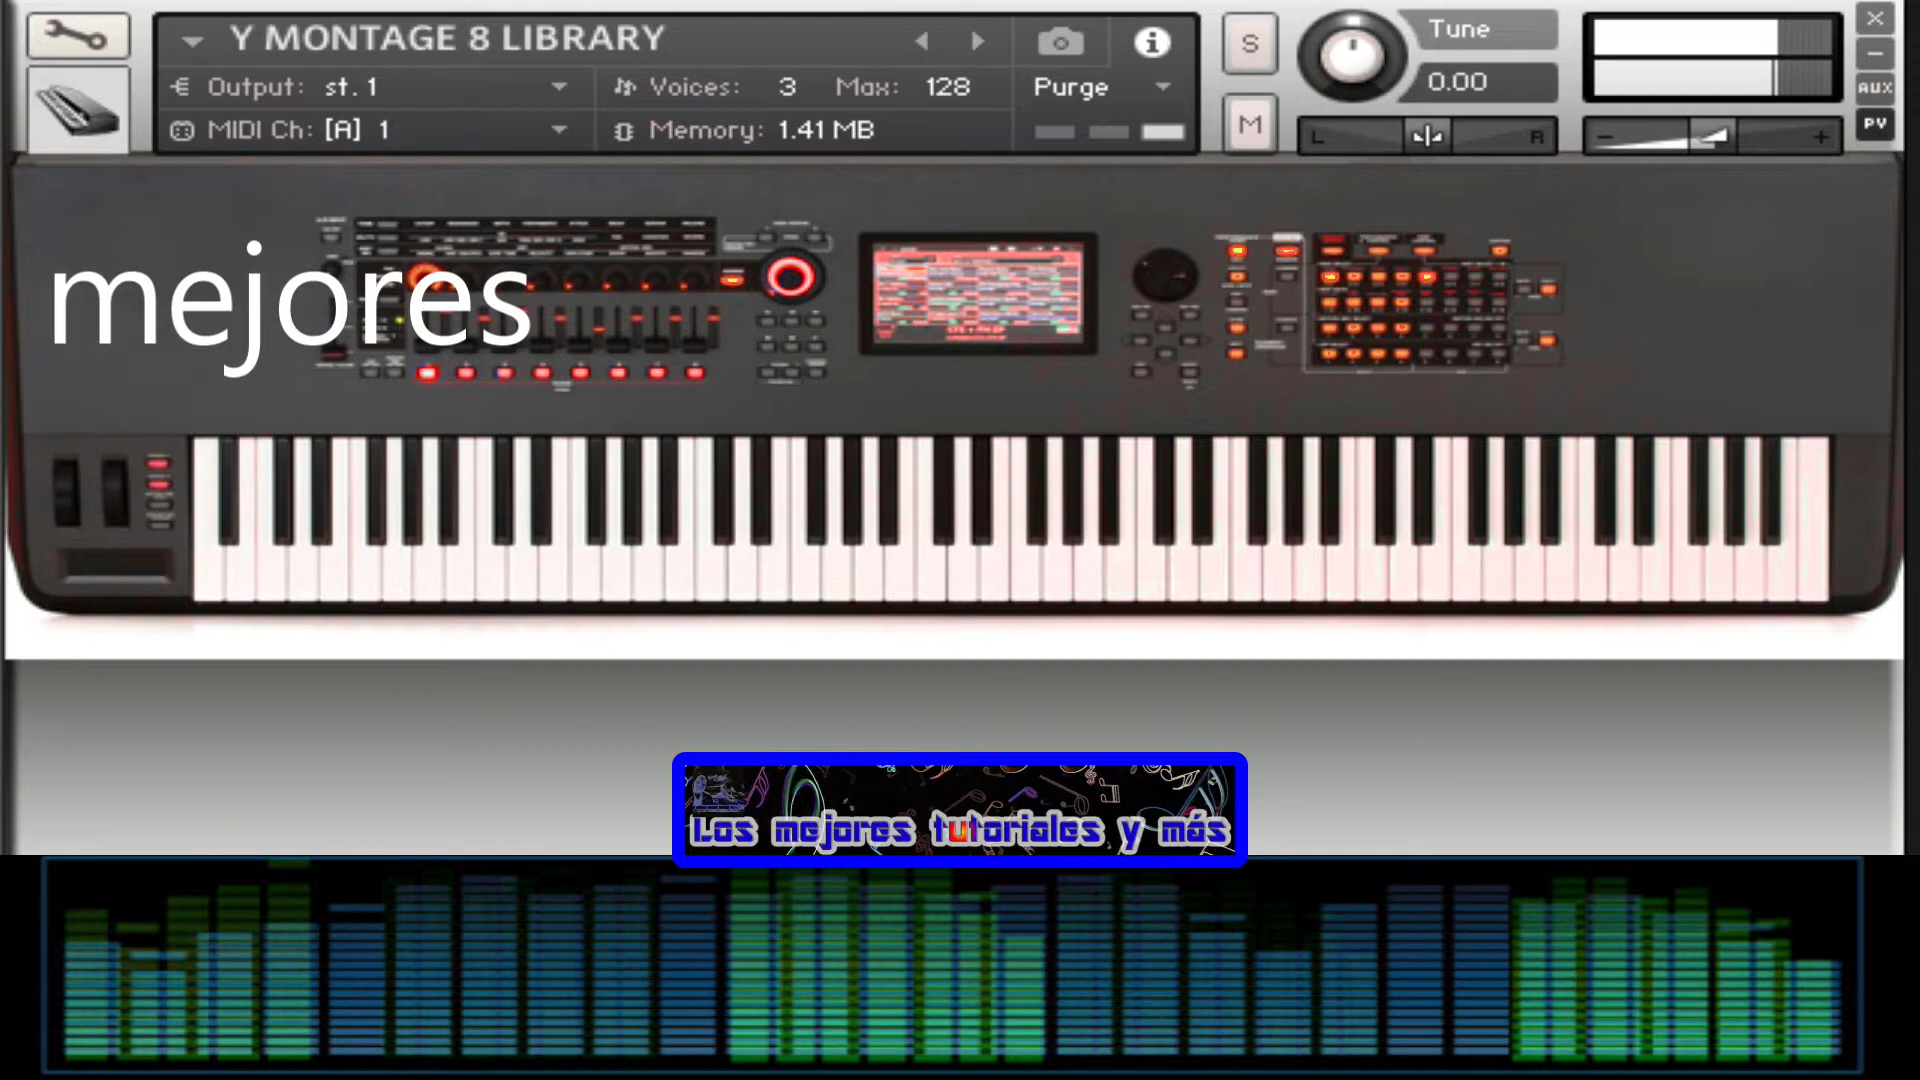 Y MONTAGE 8 LIBRARY
Output: st. 1
Voices: 3 Max: 128
Purge
MIDI Ch: [A] 1
Memory: 1.41 MB
S
M
Tune
0.00
L R
- +
×
-
AUX
PV
mejores
Los mejores tutoriales y más